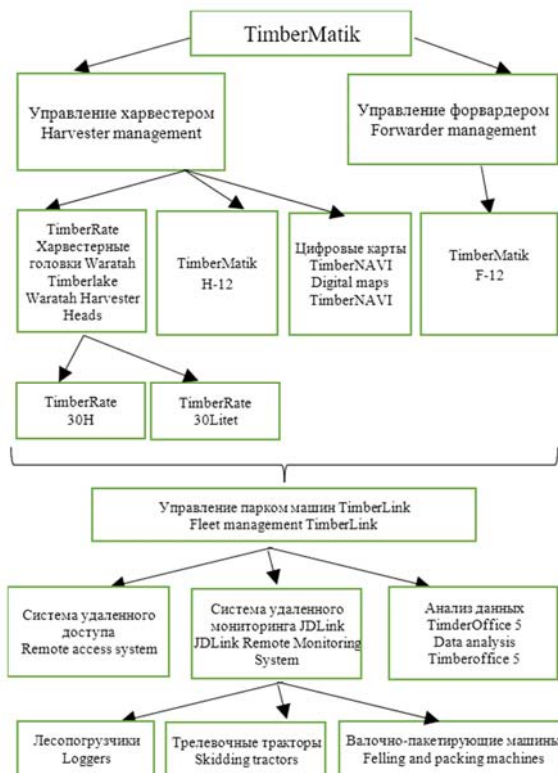 TimberMatik
Управление харвестером
Harvester management
Управление форвардером
Forwarder management
TimberRate
Харвестерные
головки Waratah
Timberlake
Waratah Harvester
Heads
TimberMatik
H-12
Цифровые карты
TimberNAVI
Digital maps
TimberNAVI
TimberMatik
F-12
TimberRate
30H
TimberRate
30Litet
Управление парком машин TimberLink
Fleet management TimberLink
Система удаленного
доступа
Remote access system
Система удаленного
мониторинга JDLink
JDLink Remote Monitoring
System
Анализ данных
TimderOffice 5
Data analysis
Timberoffice 5
Лесопогрузчики
Loggers
Трелевочные тракторы
Skidding tractors
Валочно-пакетирующие машины
Felling and packing machines